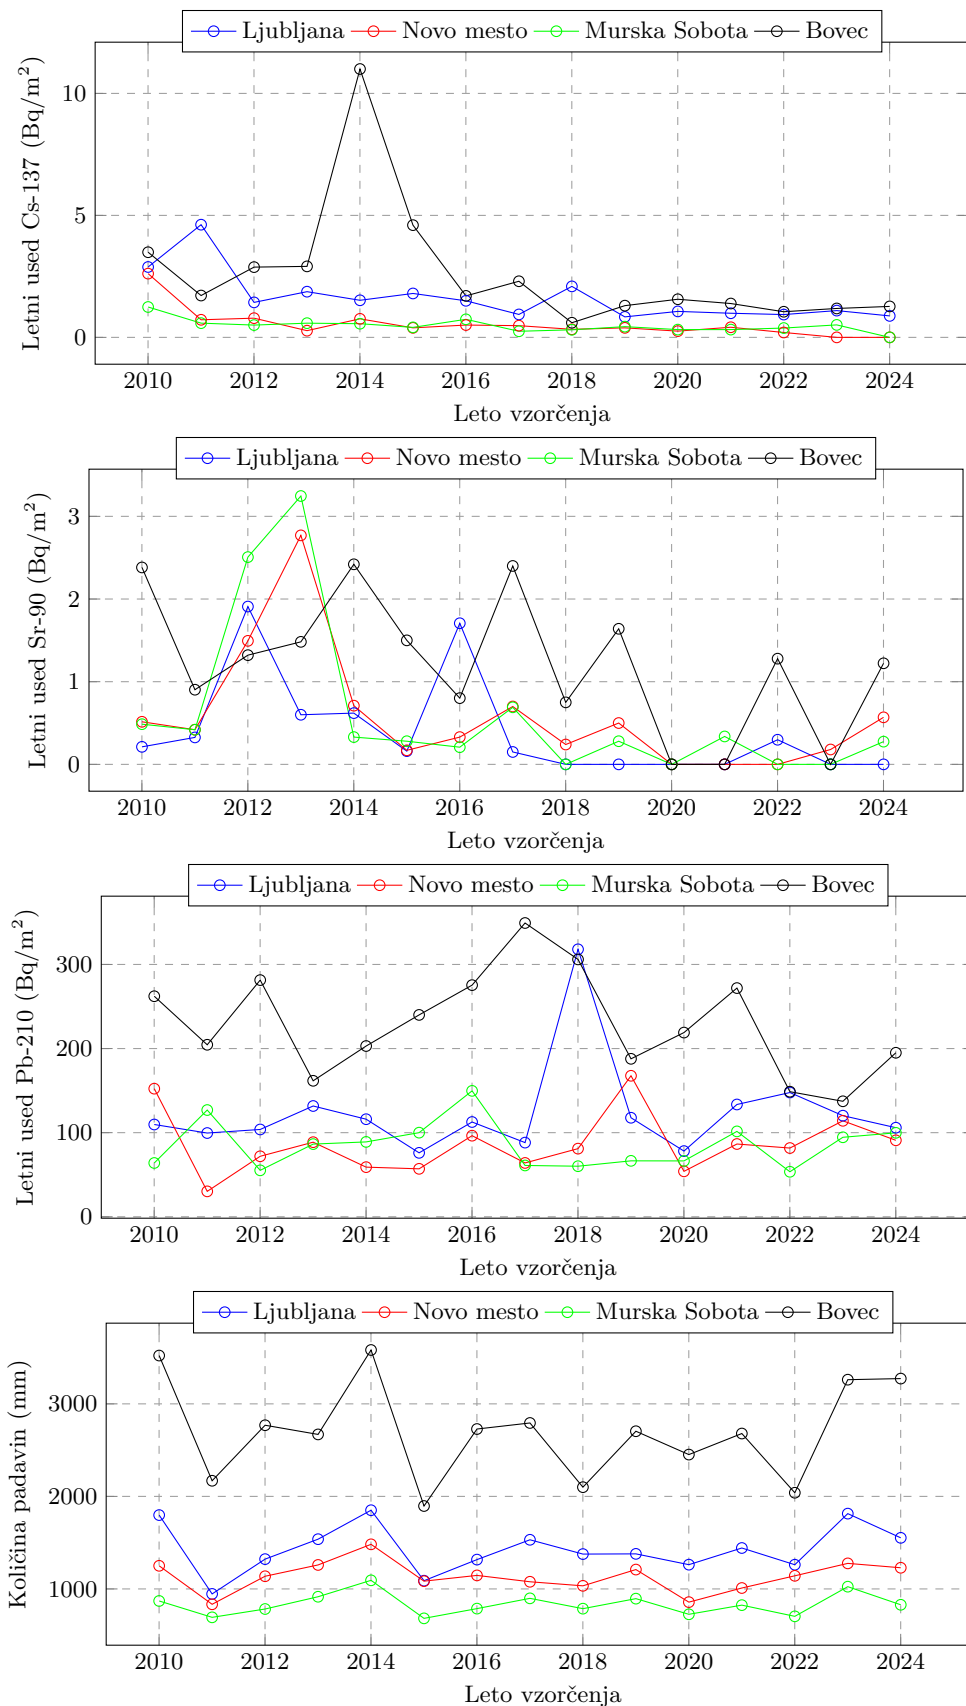 Ljubljana Novo mesto Murska Sobota Bovec
Letni used Cs-137 (Bq/m²)
10
5
0
2010 2012 2014 2016 2018 2020 2022 2024
Leto vzorčenja
Ljubljana Novo mesto Murska Sobota Bovec
Letni used Sr-90 (Bq/m²)
3
2
1
0
2010 2012 2014 2016 2018 2020 2022 2024
Leto vzorčenja
Ljubljana Novo mesto Murska Sobota Bovec
Letni used Pb-210 (Bq/m²)
300
200
100
0
2010 2012 2014 2016 2018 2020 2022 2024
Leto vzorčenja
Ljubljana Novo mesto Murska Sobota Bovec
Količina padavin (mm)
3000
2000
1000
2010 2012 2014 2016 2018 2020 2022 2024
Leto vzorčenja